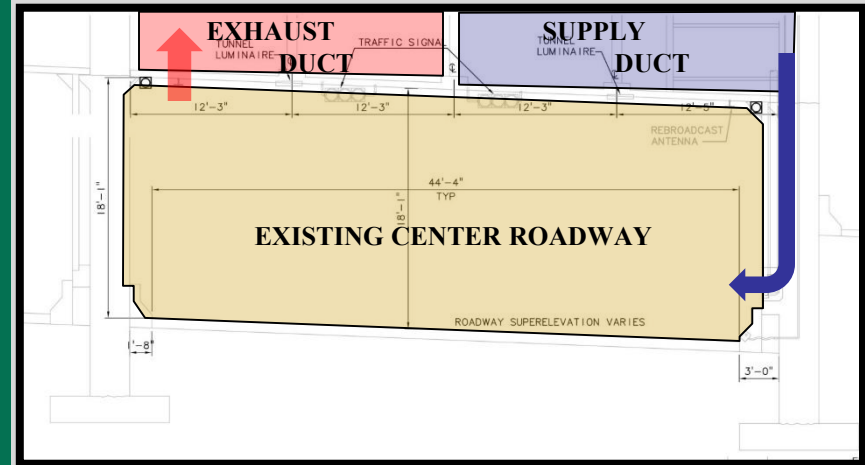 EXHAUST
DUCT
SUPPLY
DUCT
TUNNEL
LUMINAIRE
TRAFFIC SIGNAL
TUNNEL
LUMINAIRE
12'-3"
12'-3"
12'-3"
12'-5"
REBROADCAST
ANTENNA
18'-1"
44'-4"
TYP
18'-1"
EXISTING CENTER ROADWAY
ROADWAY SUPERELEVATION VARIES
1'-8"
3'-0"